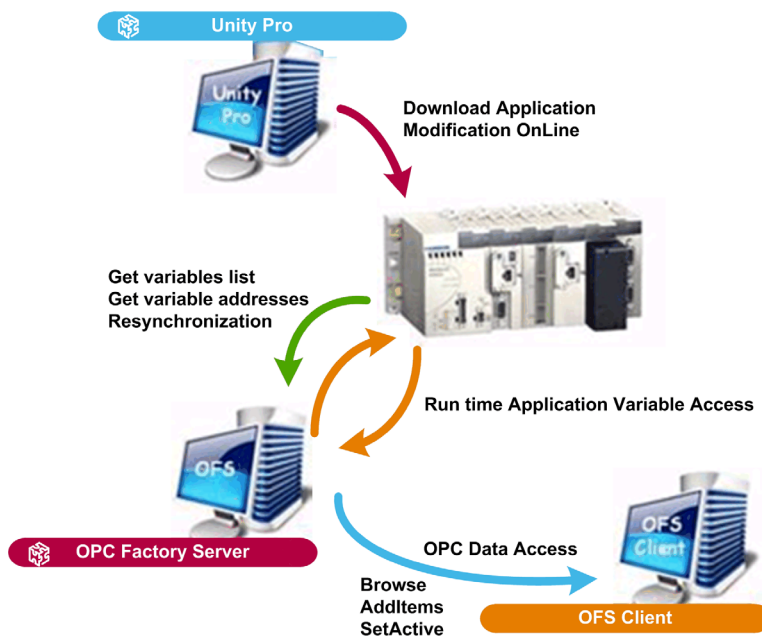 Unity Pro
Unity
Pro
Download Application
Modification OnLine
Get variables list
Get variable addresses
Resynchronization
Run time Application Variable Access
OFS
OPC Factory Server
OPC Data Access
Browse
AddItems
SetActive
OFS
Client
OFS Client